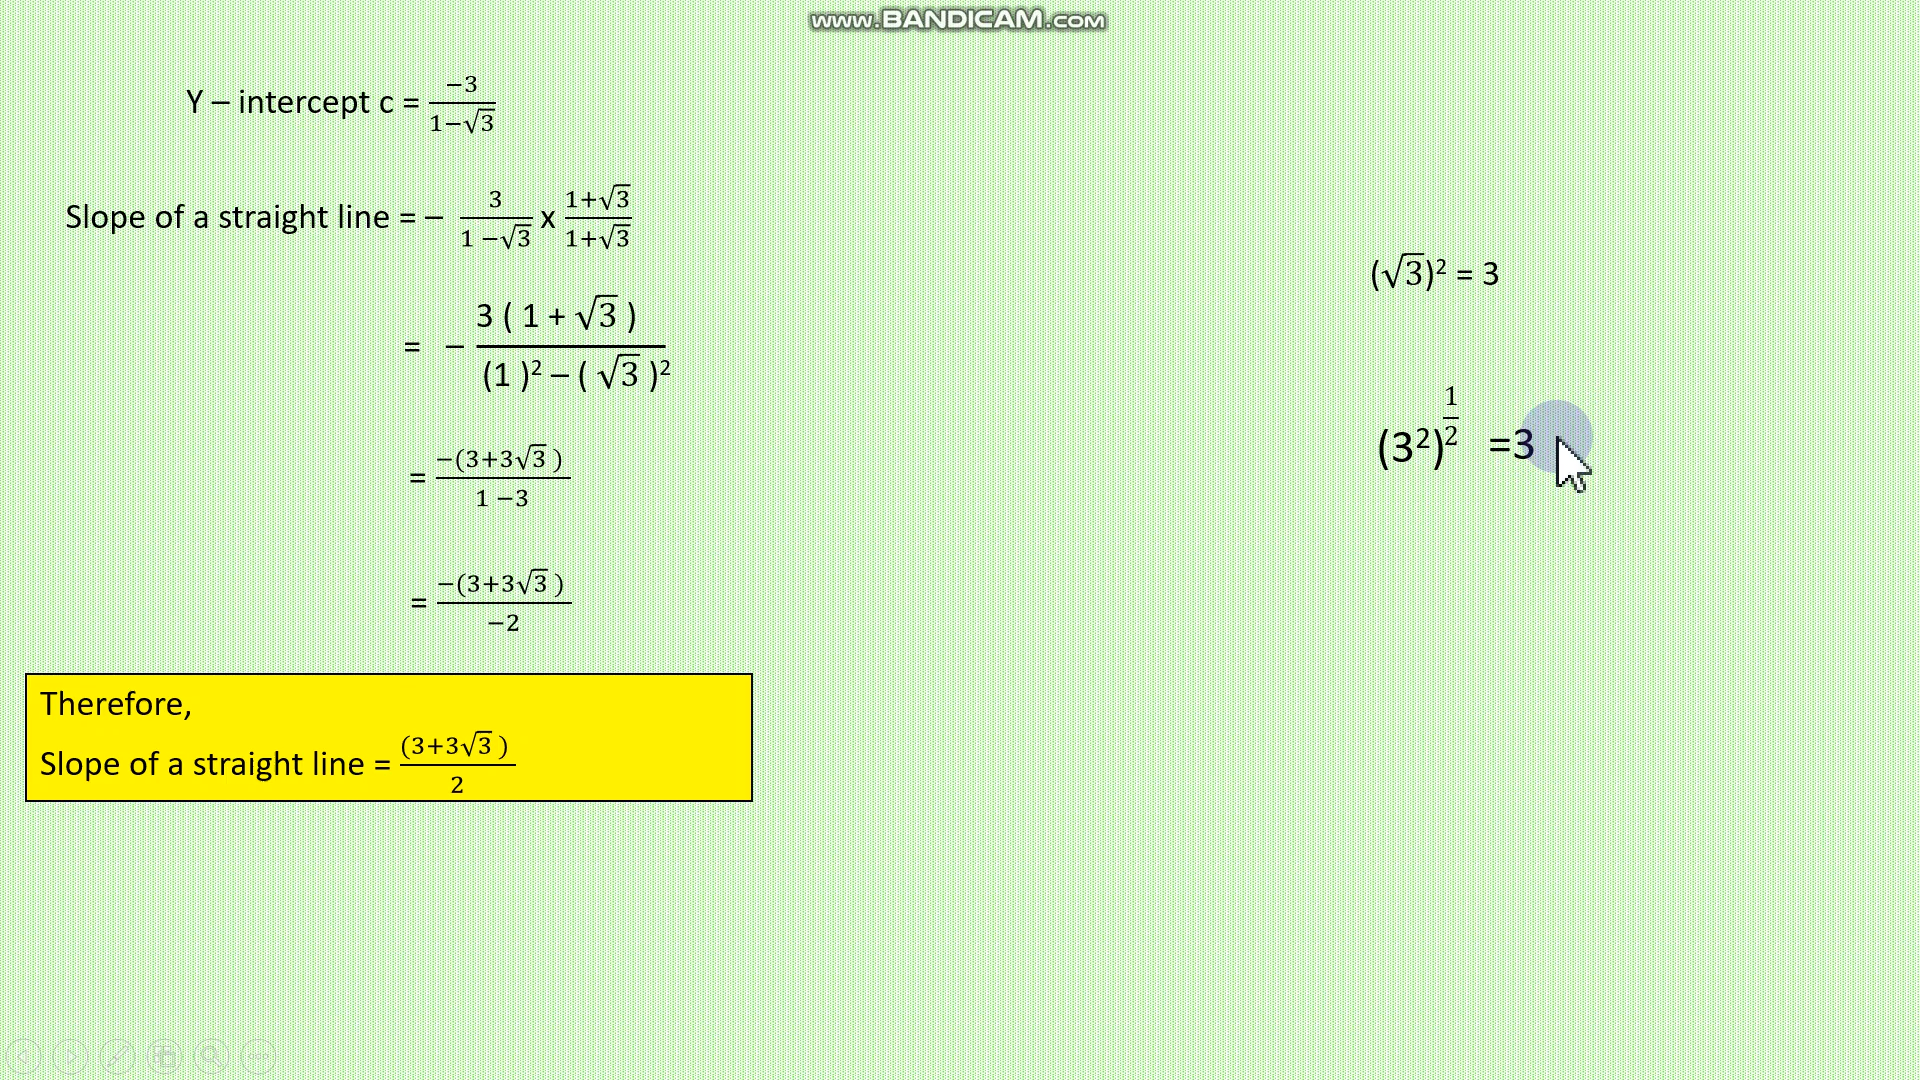 www.BANDICAM.com
Y – intercept c = −3/(1−√3)
Slope of a straight line = – 3/(1 −√3) x (1+√3)/(1+√3)
= – 3 ( 1 + √3 ) / (1 )² – ( √3 )²
= −(3+3√3 ) / 1 −3
= −(3+3√3 ) / −2
Therefore,
Slope of a straight line = (3+3√3 ) / 2
(√3)² = 3
(3²)^(1/2) =3